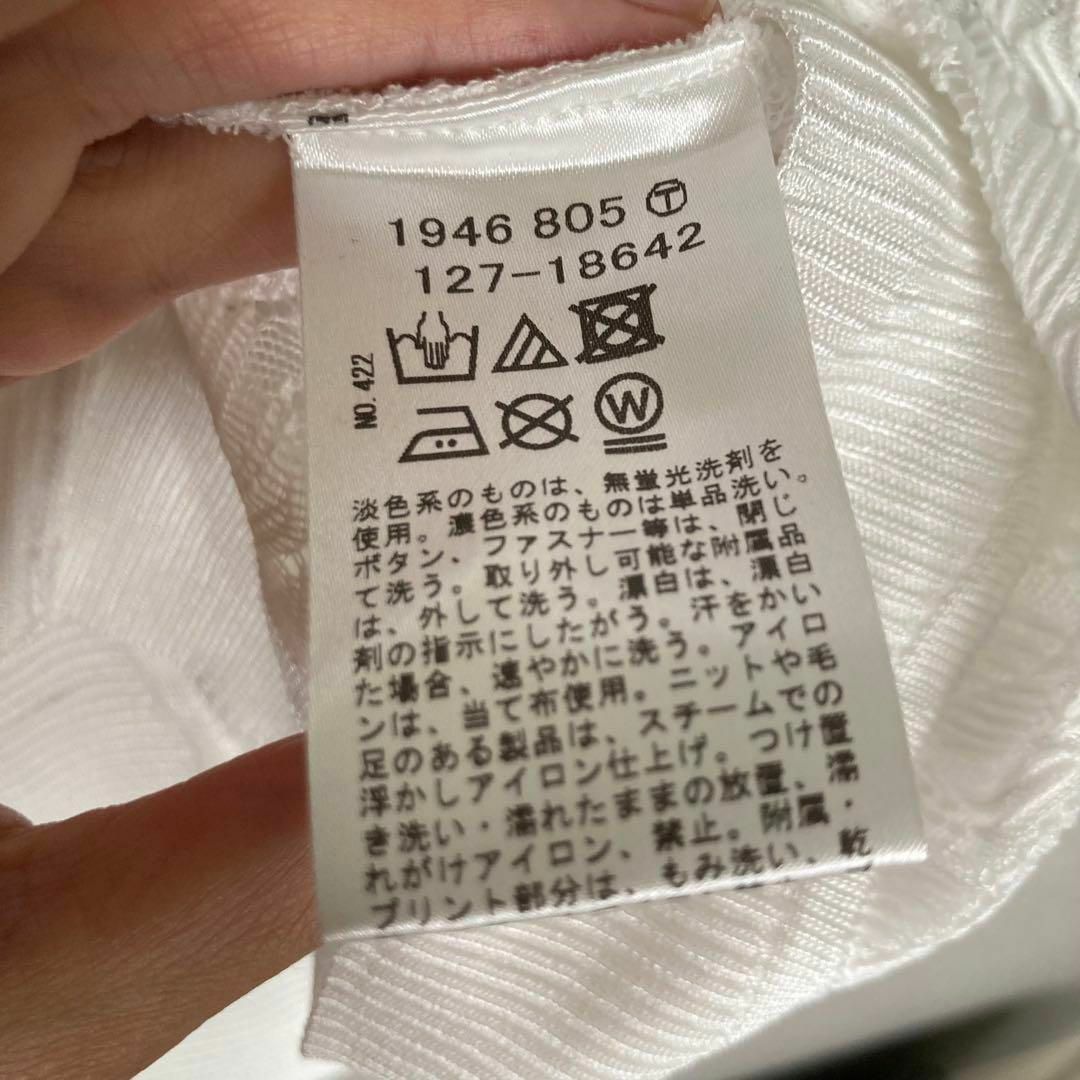 1946 805 Ⓣ
127-18642
NO.422
W
淡色系のものは、無蛍光洗剤を
使用。濃色系のものは単品洗い。
ボタン、ファスナー等は、閉じ
て洗う。取り外し可能な附属品
は、外して洗う。漂白は、漂白
剤の指示にしたがう。汗をかい
た場合、速やかに洗う。アイロ
ンは、当て布使用。ニットや毛
足のある製品は、スチームでの
浮かしアイロン仕上げ。つけ置
き洗い・濡れたままの放置、濡
れがけアイロン、禁止。附属・
プリント部分は、もみ洗い、乾